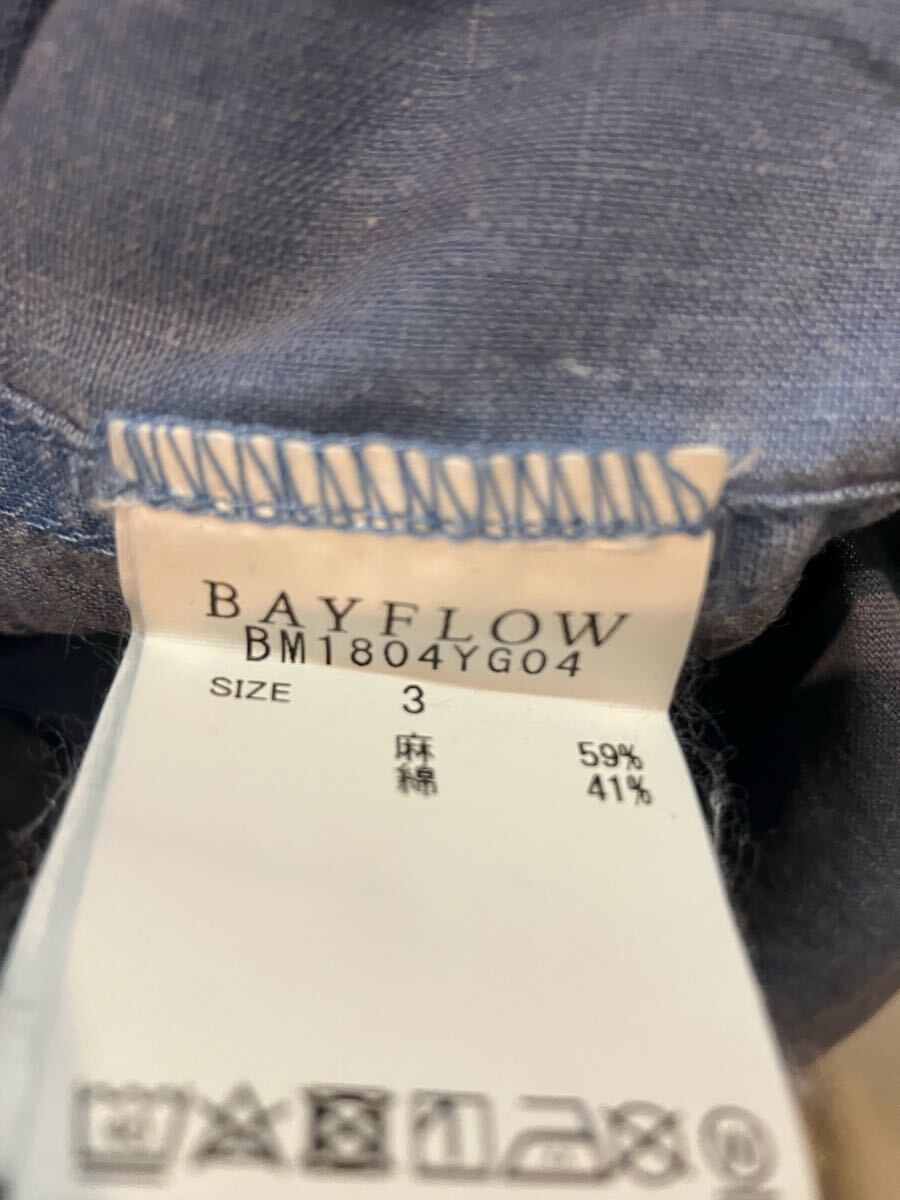 BAYFLOW
BM1804YG04
SIZE 3
麻 59%
綿 41%